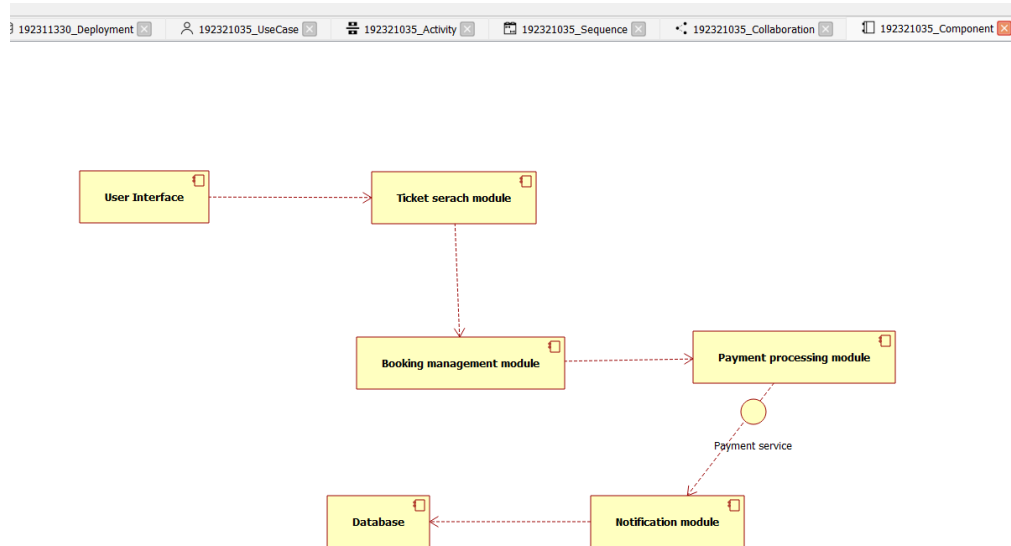 192311330_Deployment
192321035_UseCase
192321035_Activity
192321035_Sequence
192321035_Collaboration
192321035_Component
User Interface
Ticket serach module
Booking management module
Payment processing module
Payment service
Database
Notification module